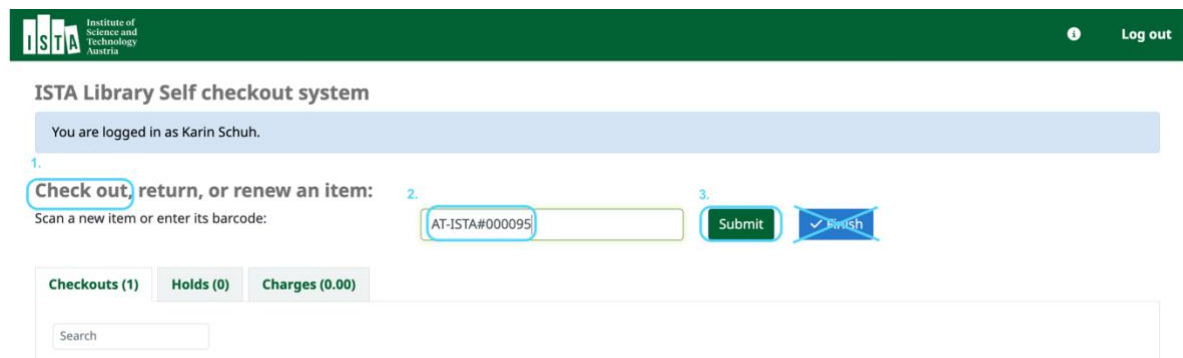 ISTA
Institute of
Science and
Technology
Austria
Log out
ISTA Library Self checkout system
You are logged in as Karin Schuh.
1.
Check out, return, or renew an item:
2.
3.
Scan a new item or enter its barcode:
AT-ISTA#000095
Submit
Finish
Checkouts (1)
Holds (0)
Charges (0.00)
Search